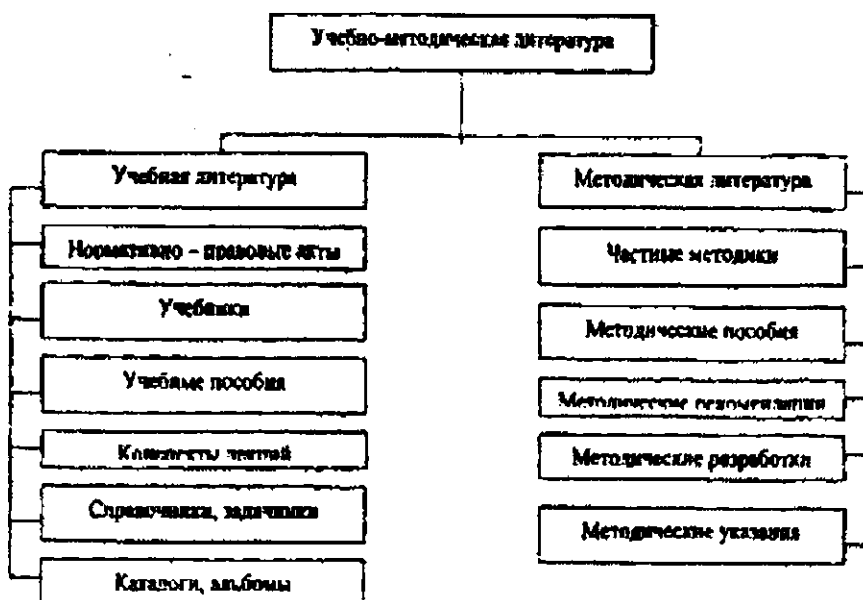 Учебно-методическая литература
Учебная литература
Нормативно – правовые акты
Учебники
Учебные пособия
Конспекты лекций
Справочники, задачники
Каталоги, альбомы
Методическая литература
Частные методики
Методические пособия
Методические рекомендации
Методические разработки
Методические указания